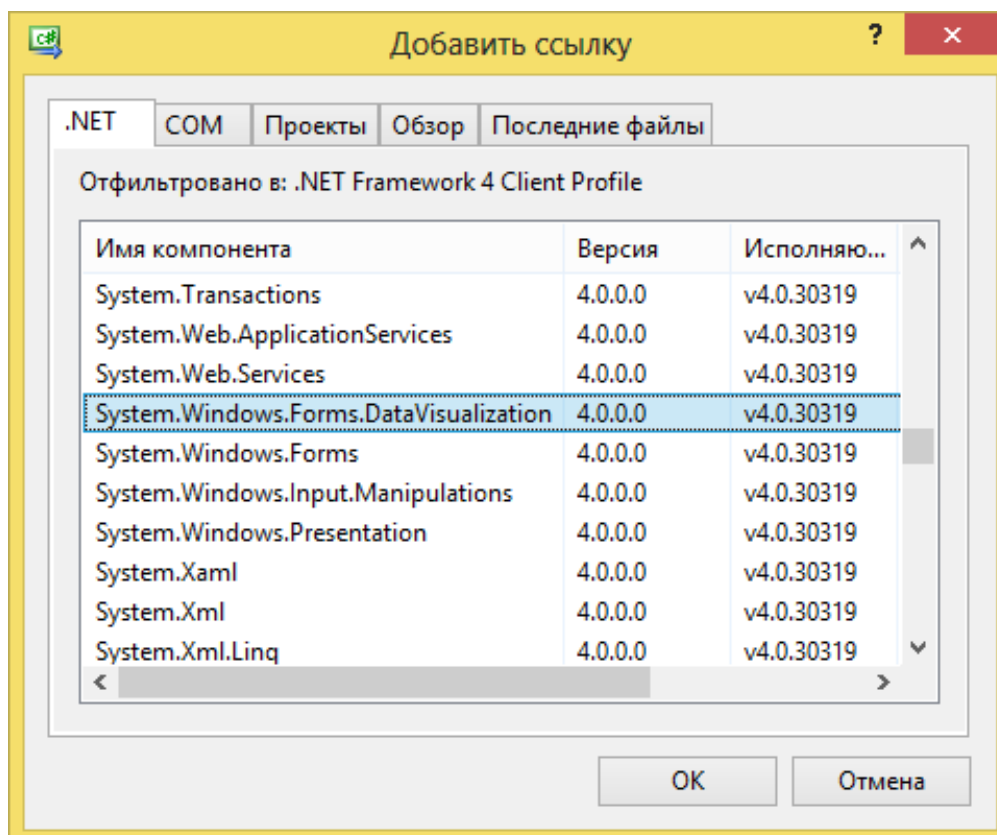 C#
Добавить ссылку ?
.NET COM Проекты Обзор Последние файлы
Отфильтровано в: .NET Framework 4 Client Profile
Имя компонента Версия Исполняю...
System.Transactions 4.0.0.0 v4.0.30319
System.Web.ApplicationServices 4.0.0.0 v4.0.30319
System.Web.Services 4.0.0.0 v4.0.30319
System.Windows.Forms.DataVisualization 4.0.0.0 v4.0.30319
System.Windows.Forms 4.0.0.0 v4.0.30319
System.Windows.Input.Manipulations 4.0.0.0 v4.0.30319
System.Windows.Presentation 4.0.0.0 v4.0.30319
System.Xaml 4.0.0.0 v4.0.30319
System.Xml 4.0.0.0 v4.0.30319
System.Xml.Linq 4.0.0.0 v4.0.30319
OK Отмена